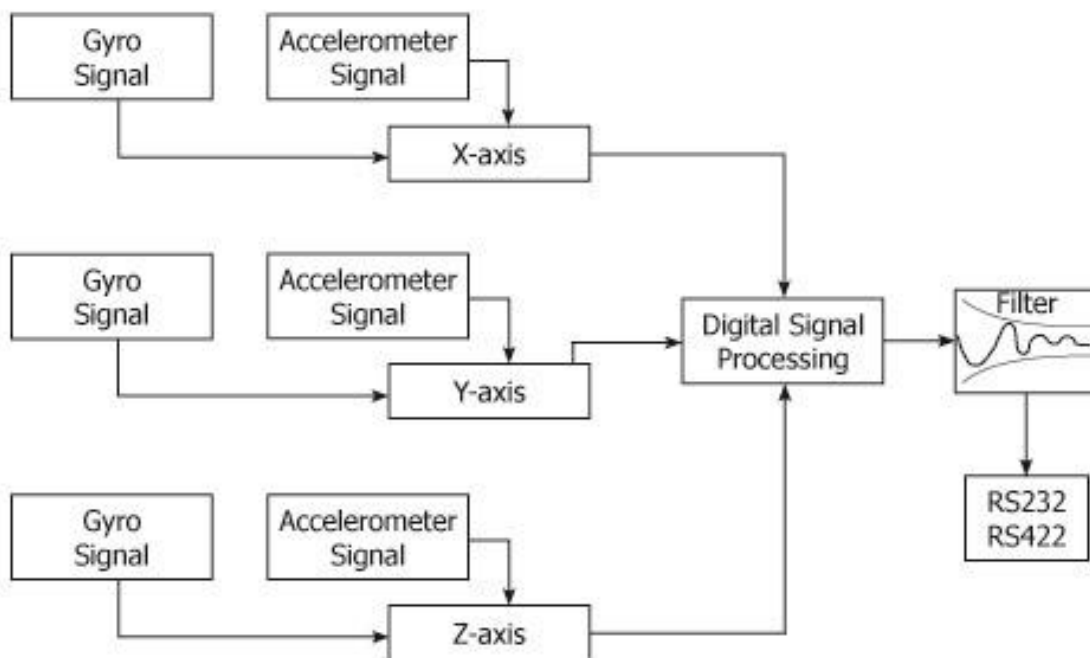 Gyro
Signal
Accelerometer
Signal
X-axis
Gyro
Signal
Accelerometer
Signal
Y-axis
Digital Signal
Processing
Filter
RS232
RS422
Gyro
Signal
Accelerometer
Signal
Z-axis